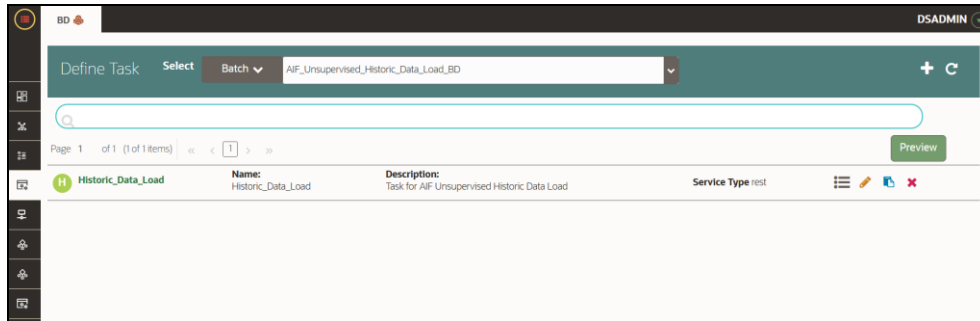 BD
DSADMIN
Define Task Select Batch AIF_Unsupervised_Historic_Data_Load_BD
Page 1 of 1 (1 of 1 items) « ‹ 1 › »
Preview
H Historic_Data_Load
Name:
Historic_Data_Load
Description:
Task for AIF Unsupervised Historic Data Load
Service Type rest